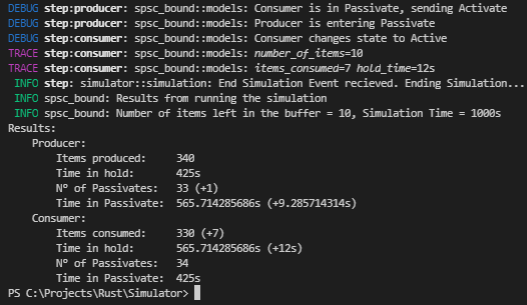 DEBUG step:producer: spsc_bound::models: Consumer is in Passivate, sending Activate
DEBUG step:producer: spsc_bound::models: Producer is entering Passivate
DEBUG step:consumer: spsc_bound::models: Consumer changes state to Active
TRACE step:consumer: spsc_bound::models: number_of_items=10
TRACE step:consumer: spsc_bound::models: items_consumed=7 hold_time=12s
INFO step: simulator::simulation: End Simulation Event recieved. Ending Simulation...
INFO spsc_bound: Results from running the simulation
INFO spsc_bound: Number of items left in the buffer = 10, Simulation Time = 1000s
Results:
Producer:
Items produced: 340
Time in hold: 425s
Nº of Passivates: 33 (+1)
Time in Passivate: 565.714285686s (+9.285714314s)
Consumer:
Items consumed: 330 (+7)
Time in hold: 565.714285686s (+12s)
Nº of Passivates: 34
Time in Passivate: 425s
PS C:\Projects\Rust\Simulator>